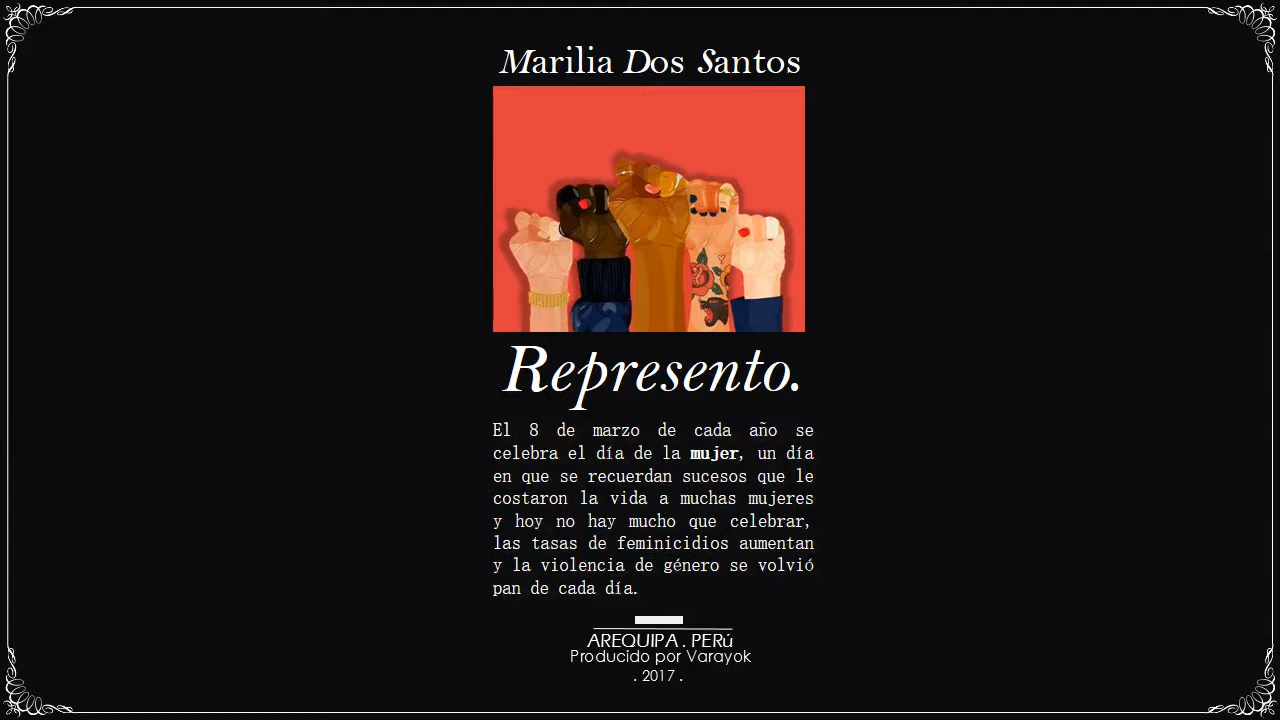 Marilia Dos Santos
Represento.
El 8 de marzo de cada año se
celebra el día de la mujer, un día
en que se recuerdan sucesos que le
costaron la vida a muchas mujeres
y hoy no hay mucho que celebrar,
las tasas de feminicidios aumentan
y la violencia de género se volvió
pan de cada día.
AREQUIPA . PERú
Producido por Varayok
. 2017 .